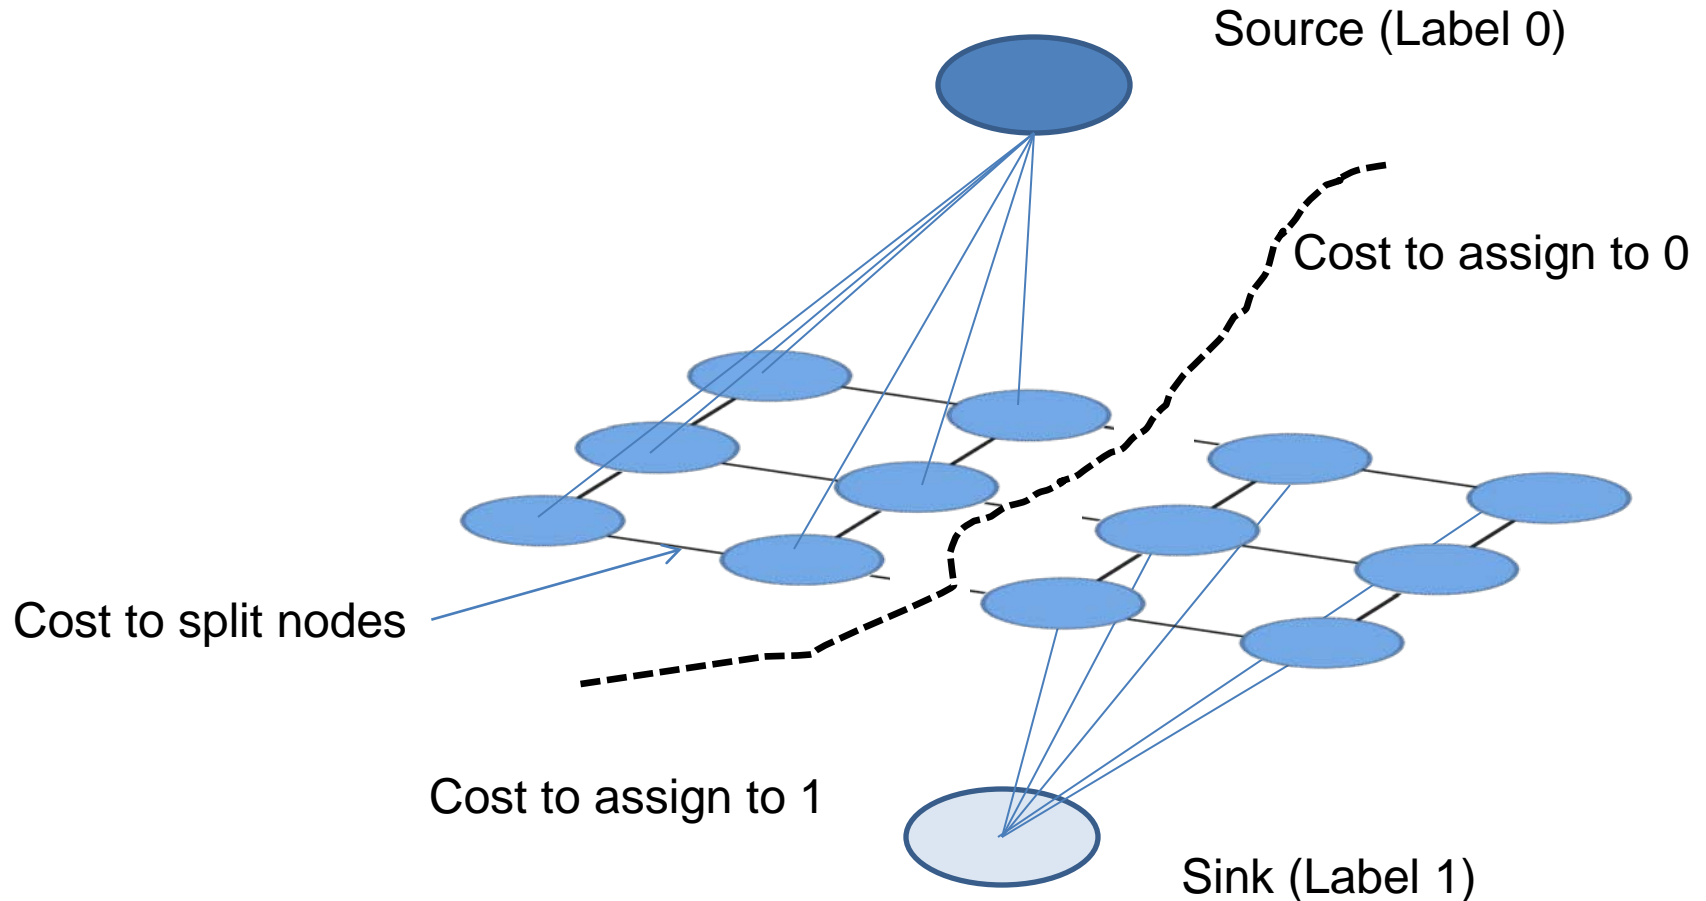 Source (Label 0)
Cost to assign to 0
Cost to split nodes
Cost to assign to 1
Sink (Label 1)